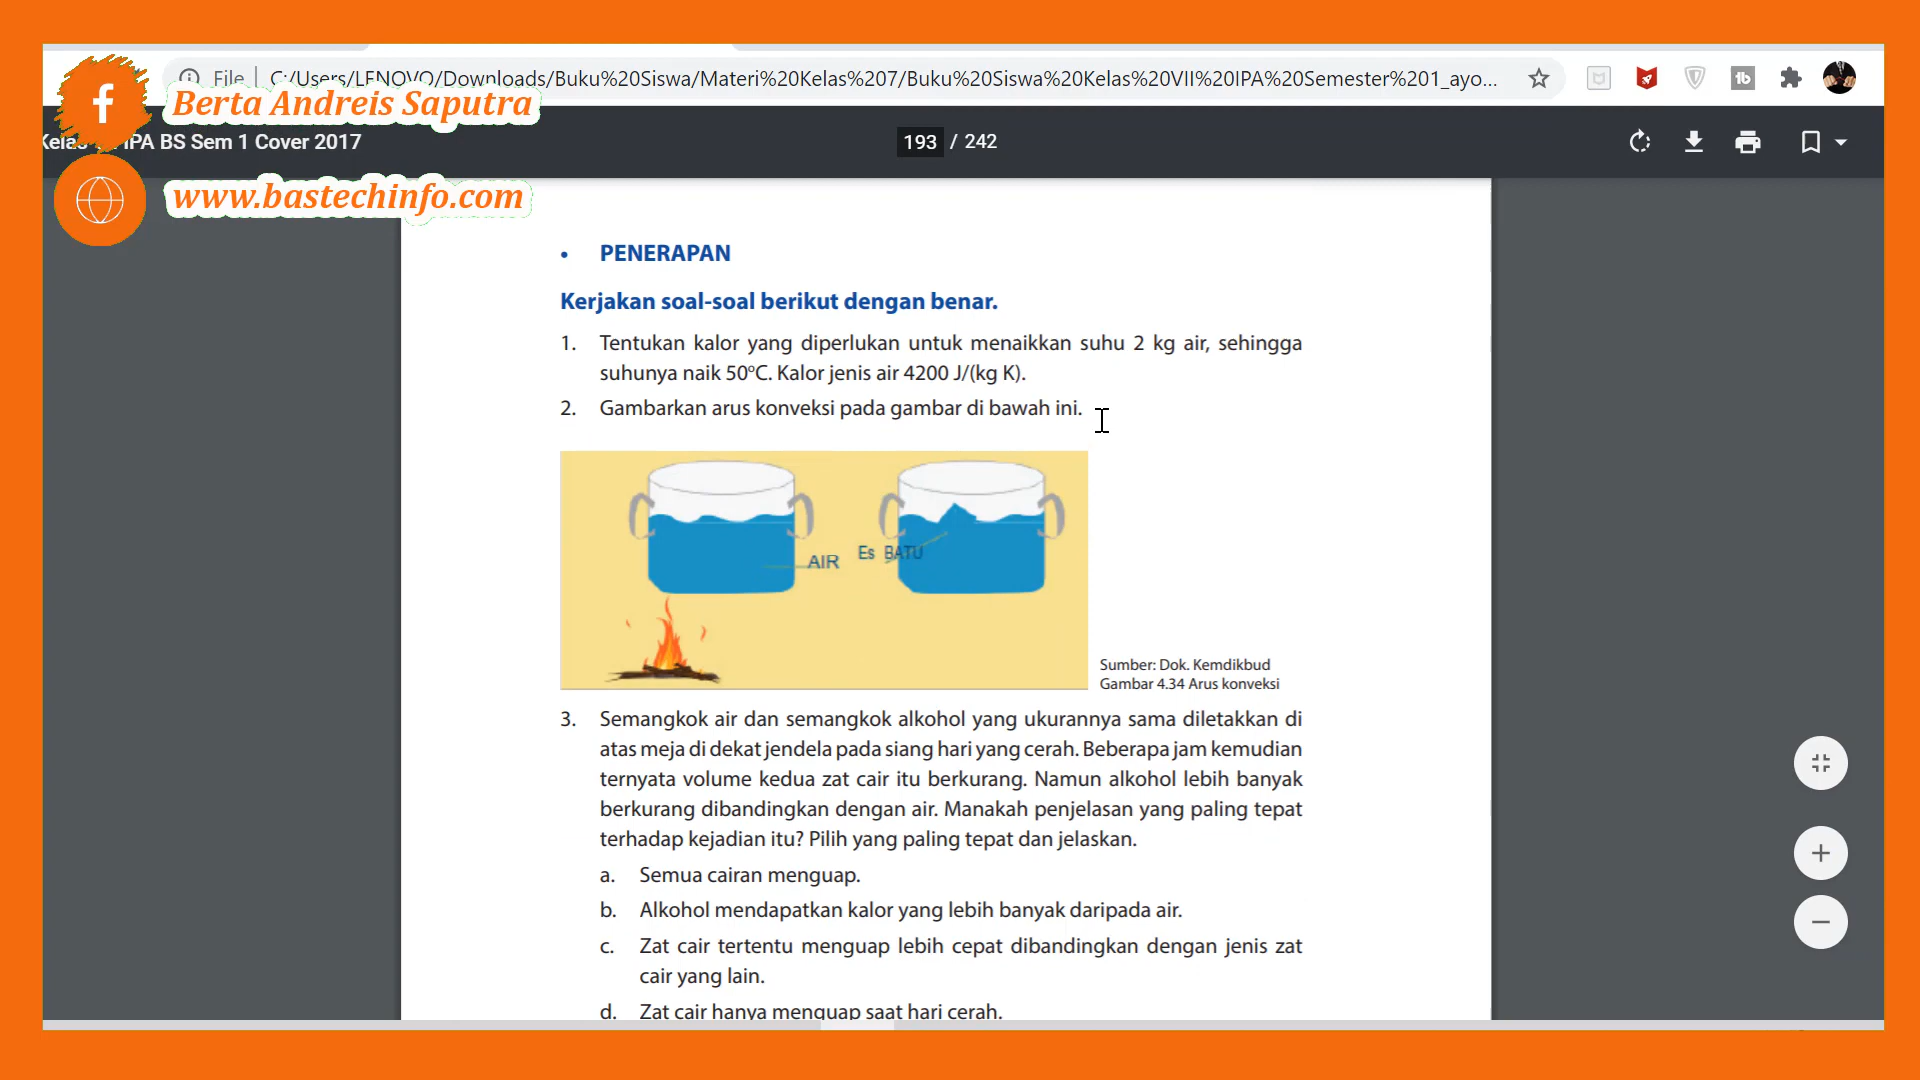 File
C:/Users/LENOVO/Downloads/Buku%20Siswa/Materi%20Kelas%207/Buku%20Siswa%20Kelas%20VII%20IPA%20Semester%201_ayo...
Berta Andreis Saputra
IPA BS Sem 1 Cover 2017
193 / 242
www.bastechinfo.com
• PENERAPAN
Kerjakan soal-soal berikut dengan benar.
1. Tentukan kalor yang diperlukan untuk menaikkan suhu 2 kg air, sehingga
suhunya naik 50°C. Kalor jenis air 4200 J/(kg K).
2. Gambarkan arus konveksi pada gambar di bawah ini.
AIR
Es BATU
Sumber: Dok. Kemdikbud
Gambar 4.34 Arus konveksi
3. Semangkok air dan semangkok alkohol yang ukurannya sama diletakkan di
atas meja di dekat jendela pada siang hari yang cerah. Beberapa jam kemudian
ternyata volume kedua zat cair itu berkurang. Namun alkohol lebih banyak
berkurang dibandingkan dengan air. Manakah penjelasan yang paling tepat
terhadap kejadian itu? Pilih yang paling tepat dan jelaskan.
a. Semua cairan menguap.
b. Alkohol mendapatkan kalor yang lebih banyak daripada air.
c. Zat cair tertentu menguap lebih cepat dibandingkan dengan jenis zat
cair yang lain.
d. Zat cair hanya menguap saat hari cerah.